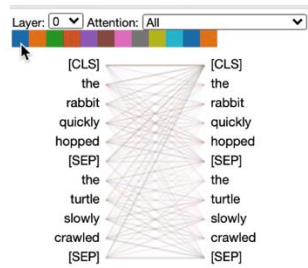 Layer: 0 Attention: All
[CLS] [CLS]
the the
rabbit rabbit
quickly quickly
hopped hopped
[SEP] [SEP]
the the
turtle turtle
slowly slowly
crawled crawled
[SEP] [SEP]